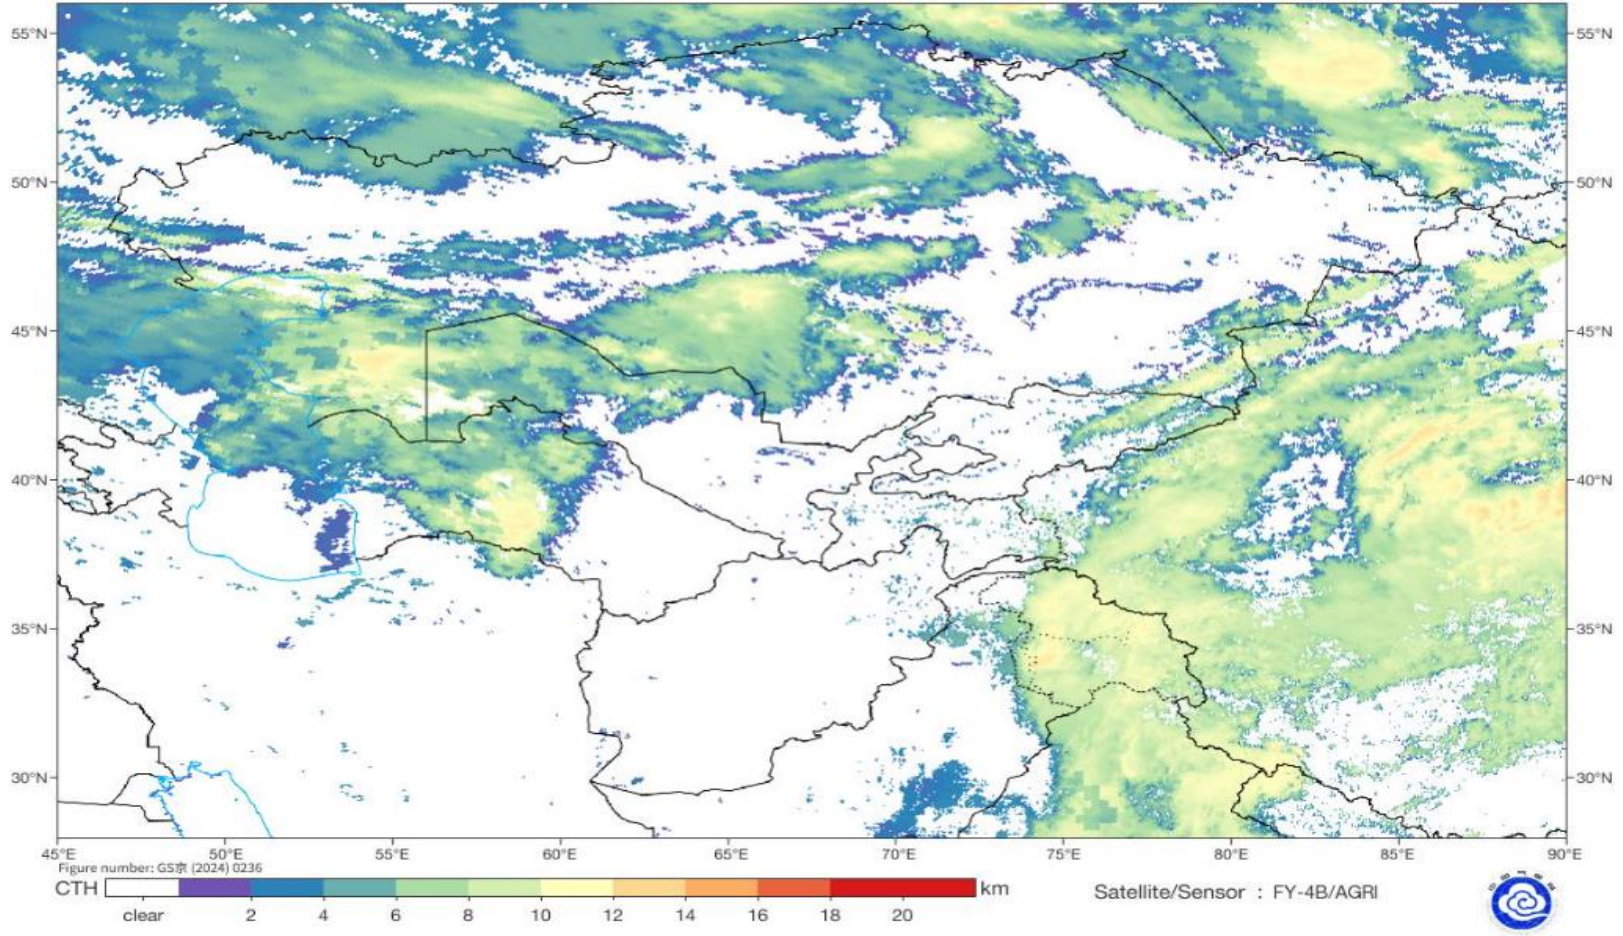 55°N 55°N
50°N 50°N
45°N 45°N
40°N 40°N
35°N 35°N
30°N 30°N
45°E 50°E 55°E 60°E 65°E 70°E 75°E 80°E 85°E 90°E
Figure number: GS京 (2024) 0236
CTH km
clear 2 4 6 8 10 12 14 16 18 20
Satellite/Sensor : FY-4B/AGRI